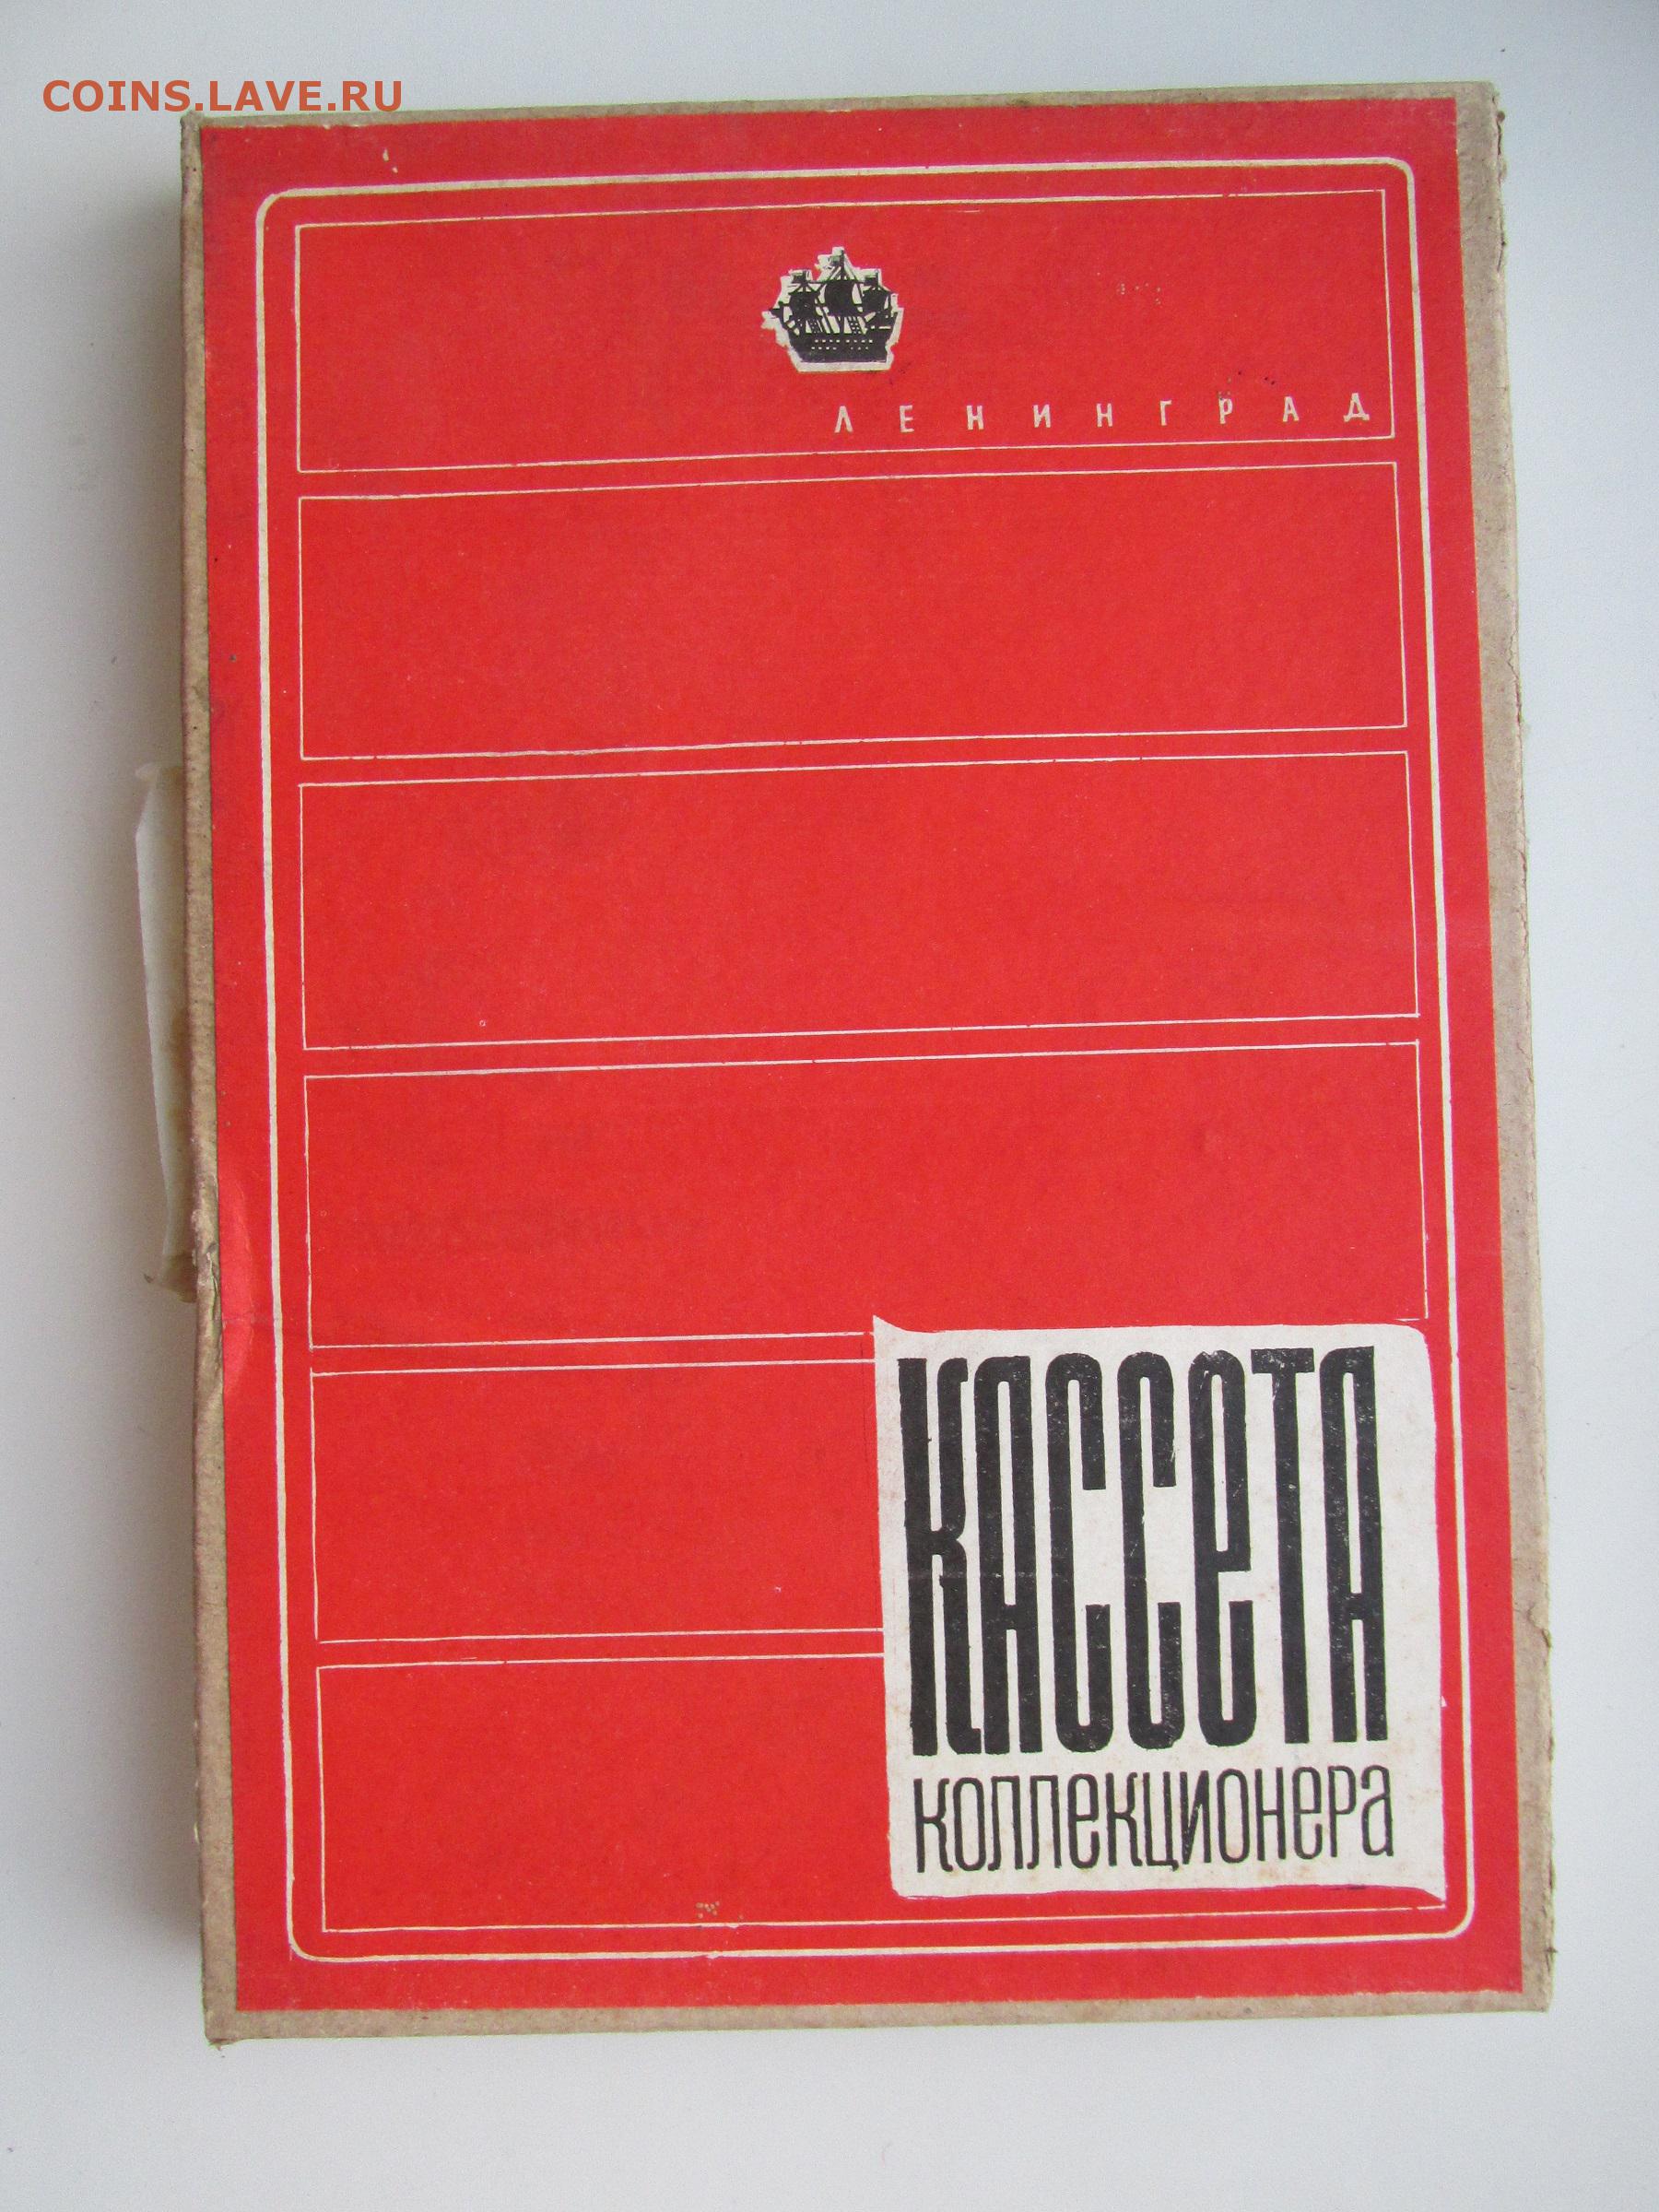 COINS.LAVE.RU
ЛЕНИНГРАД
КАССЕТА
коллекционера